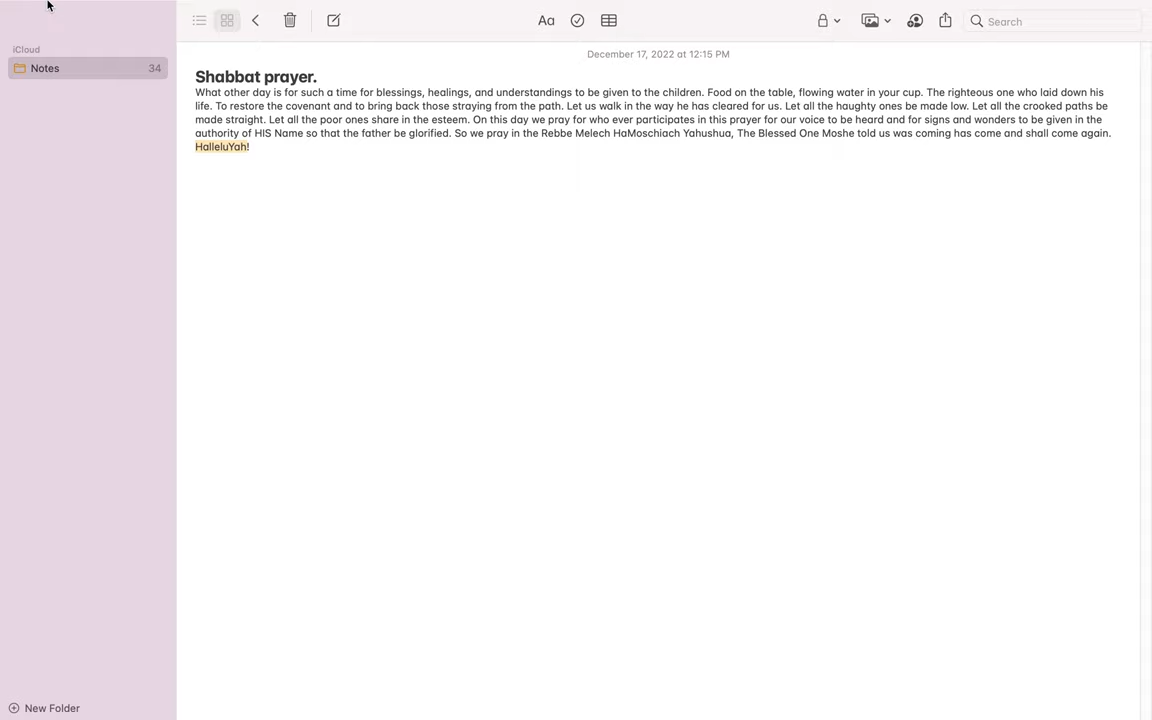 Aa
Search
iCloud
Notes 34
December 17, 2022 at 12:15 PM
Shabbat prayer.
What other day is for such a time for blessings, healings, and understandings to be given to the children. Food on the table, flowing water in your cup. The righteous one who laid down his
life. To restore the covenant and to bring back those straying from the path. Let us walk in the way he has cleared for us. Let all the haughty ones be made low. Let all the crooked paths be
made straight. Let all the poor ones share in the esteem. On this day we pray for who ever participates in this prayer for our voice to be heard and for signs and wonders to be given in the
authority of HIS Name so that the father be glorified. So we pray in the Rebbe Melech HaMoschiach Yahushua, The Blessed One Moshe told us was coming has come and shall come again.
HalleluYah!
New Folder